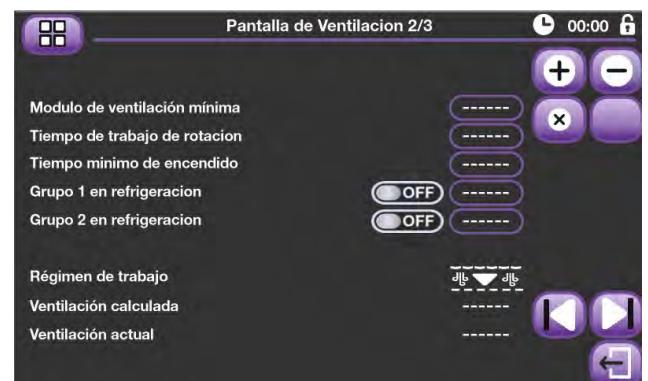 Pantalla de Ventilacion 2/3 00:00
Modulo de ventilación mínima ------
Tiempo de trabajo de rotacion ------
Tiempo minimo de encendido ------
Grupo 1 en refrigeracion OFF ------
Grupo 2 en refrigeracion OFF ------
Régimen de trabajo
Ventilación calculada ------
Ventilación actual ------